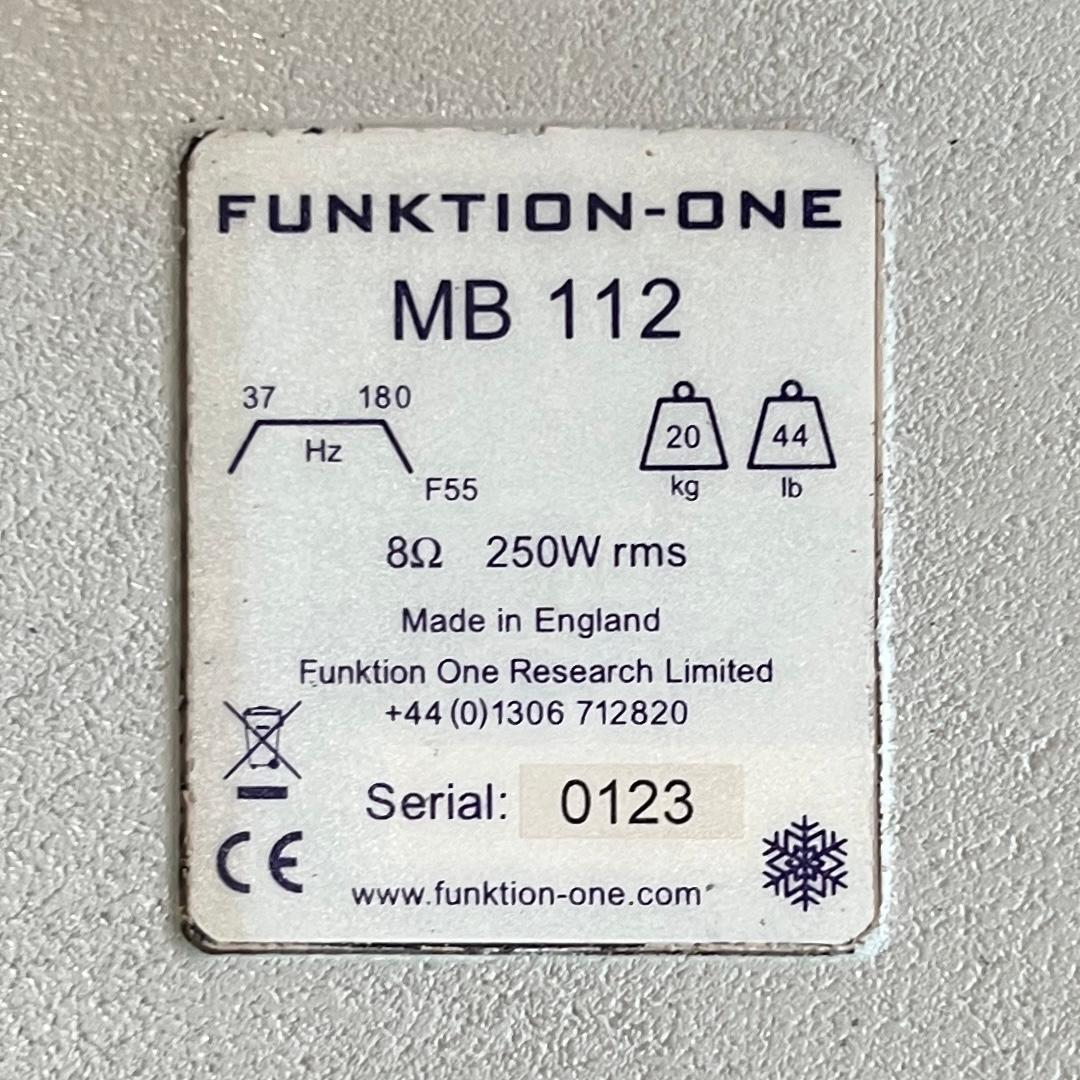 FUNKTION-ONE
MB 112
37 180
Hz
F55
20 44
kg lb
8Ω 250W rms
Made in England
Funktion One Research Limited
+44 (0)1306 712820
Serial: 0123
CE
www.funktion-one.com